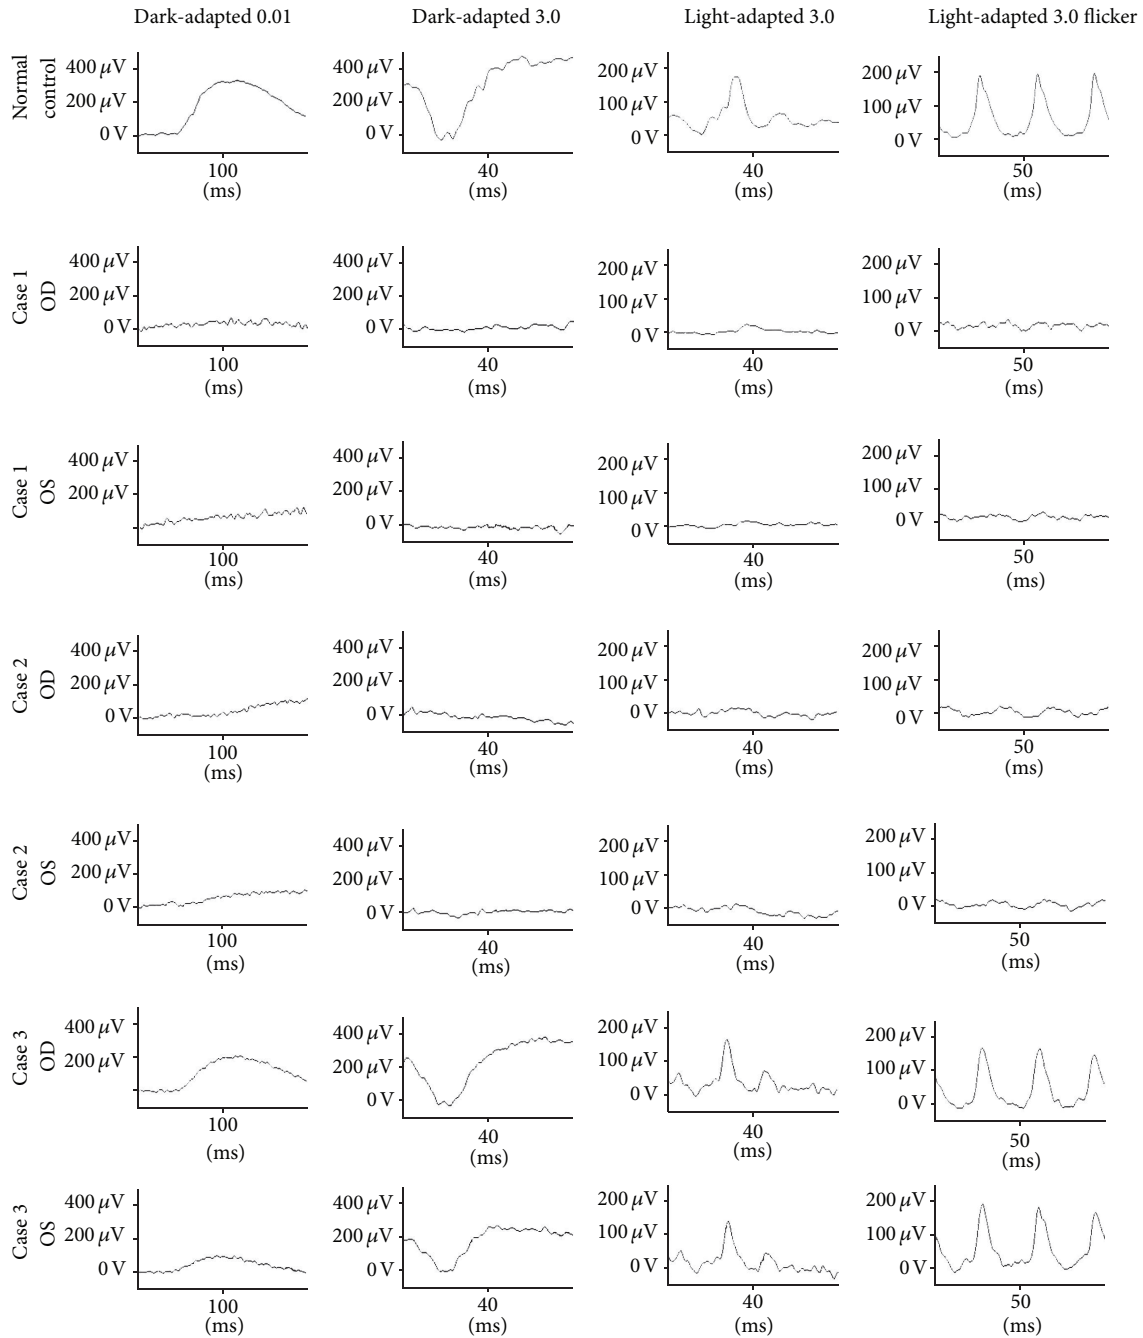 Dark-adapted 0.01 Dark-adapted 3.0 Light-adapted 3.0 Light-adapted 3.0 flicker
Normal control
400 μV 400 μV 200 μV 200 μV
200 μV 200 μV 100 μV 100 μV
0 V 0 V 0 V 0 V
100 40 40 50
(ms) (ms) (ms) (ms)
Case 1 OD
400 μV 400 μV 200 μV 200 μV
200 μV 200 μV 100 μV 100 μV
0 V 0 V 0 V 0 V
100 40 40 50
(ms) (ms) (ms) (ms)
Case 1 OS
400 μV 400 μV 200 μV 200 μV
200 μV 200 μV 100 μV 100 μV
0 V 0 V 0 V
100 40 40 50
(ms) (ms) (ms) (ms)
Case 2 OD
400 μV 400 μV 200 μV 200 μV
200 μV 200 μV 100 μV 100 μV
0 V 0 V 0 V 0 V
100 40 40 50
(ms) (ms) (ms) (ms)
Case 2 OS
400 μV 400 μV 200 μV 200 μV
200 μV 200 μV 100 μV 100 μV
0 V 0 V 0 V 0 V
100 40 40 50
(ms) (ms) (ms) (ms)
Case 3 OD
400 μV 400 μV 200 μV 200 μV
200 μV 200 μV 100 μV 100 μV
0 V 0 V 0 V
100 40 40 50
(ms) (ms) (ms) (ms)
Case 3 OS
400 μV 400 μV 200 μV 200 μV
200 μV 200 μV 100 μV 100 μV
0 V 0 V 0 V 0 V
100 40 40 50
(ms) (ms) (ms) (ms)